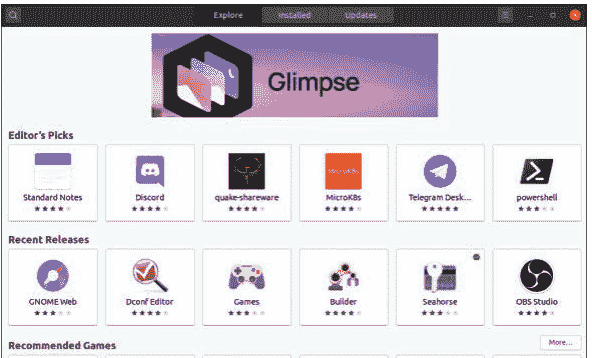 Explore Installed Updates
Glimpse
Editor's Picks
Standard Notes Discord quake-shareware MicroK8s Telegram Desk... powershell
Recent Releases
GNOME Web Dconf Editor Games Builder Seahorse OBS Studio
More...
Recommended Games